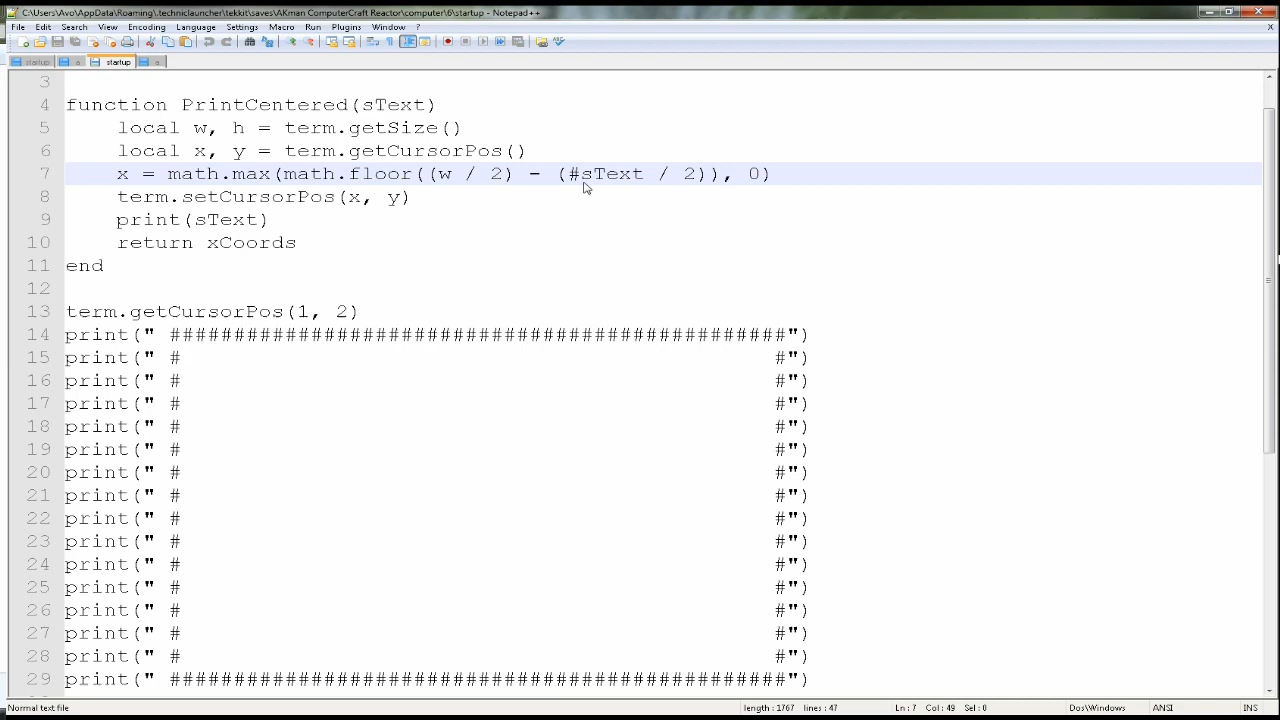 C:\Users\Avo\AppData\Roaming\.techniclauncher\tekkit\saves\AKman ComputerCraft Reactor\computer\6\startup - Notepad++
File Edit Search View Encoding Language Settings Macro Run Plugins Window ?
X
startup a startup a
3
4 function PrintCentered(sText)
5 local w, h = term.getSize()
6 local x, y = term.getCursorPos()
7 x = math.max(math.floor((w / 2) - (#sText / 2)), 0)
8 term.setCursorPos(x, y)
9 print(sText)
10 return xCoords
11 end
12
13 term.getCursorPos(1, 2)
14 print(" ################################################")
15 print(" #                                              #")
16 print(" #                                              #")
17 print(" #                                              #")
18 print(" #                                              #")
19 print(" #                                              #")
20 print(" #                                              #")
21 print(" #                                              #")
22 print(" #                                              #")
23 print(" #                                              #")
24 print(" #                                              #")
25 print(" #                                              #")
26 print(" #                                              #")
27 print(" #                                              #")
28 print(" #                                              #")
29 print(" ################################################")
Normal text file length : 1767 lines : 47 Ln : 7 Col : 49 Sel : 0 Dos\Windows ANSI INS